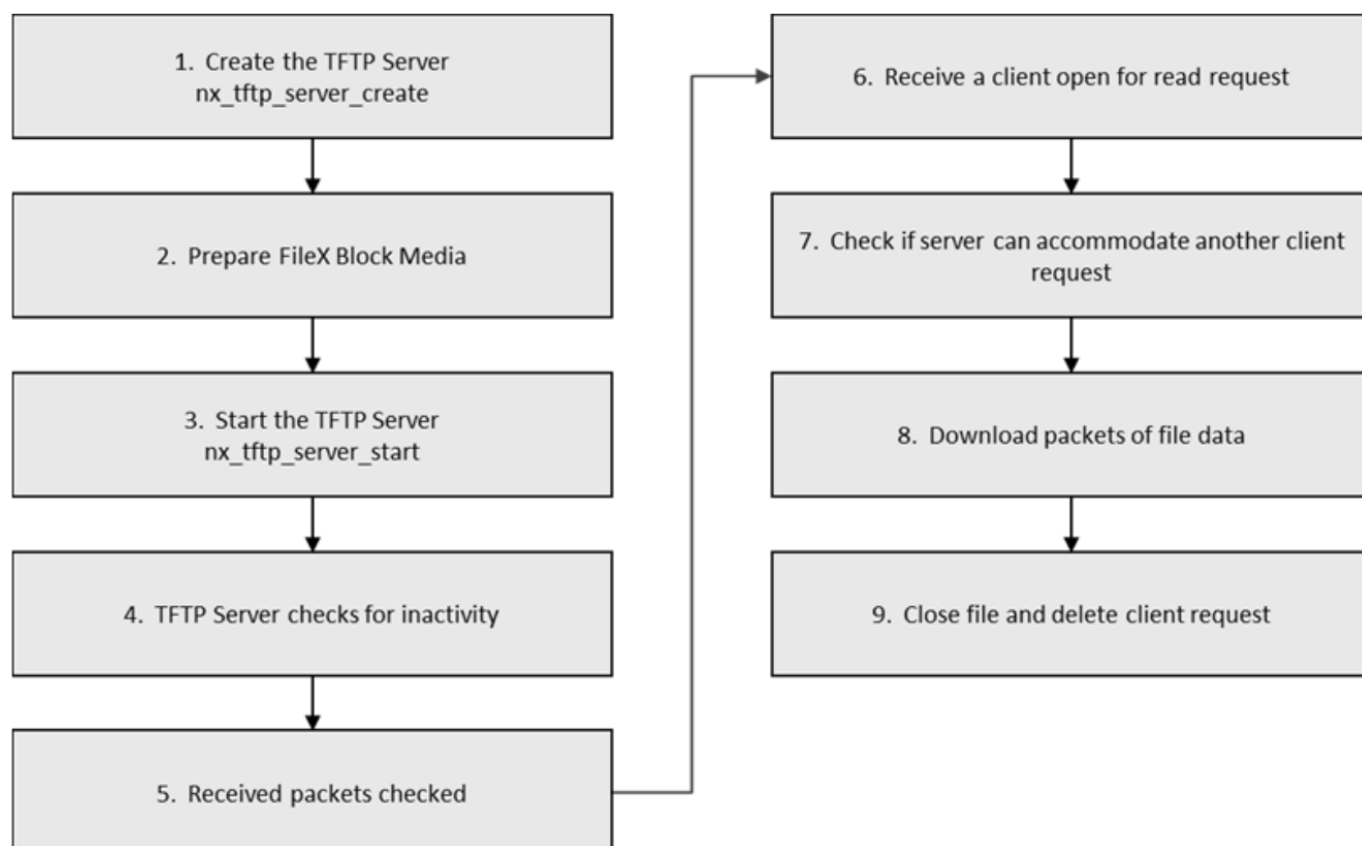 1. Create the TFTP Server
nx_tftp_server_create
2. Prepare FileX Block Media
3. Start the TFTP Server
nx_tftp_server_start
4. TFTP Server checks for inactivity
5. Received packets checked
6. Receive a client open for read request
7. Check if server can accommodate another client
request
8. Download packets of file data
9. Close file and delete client request